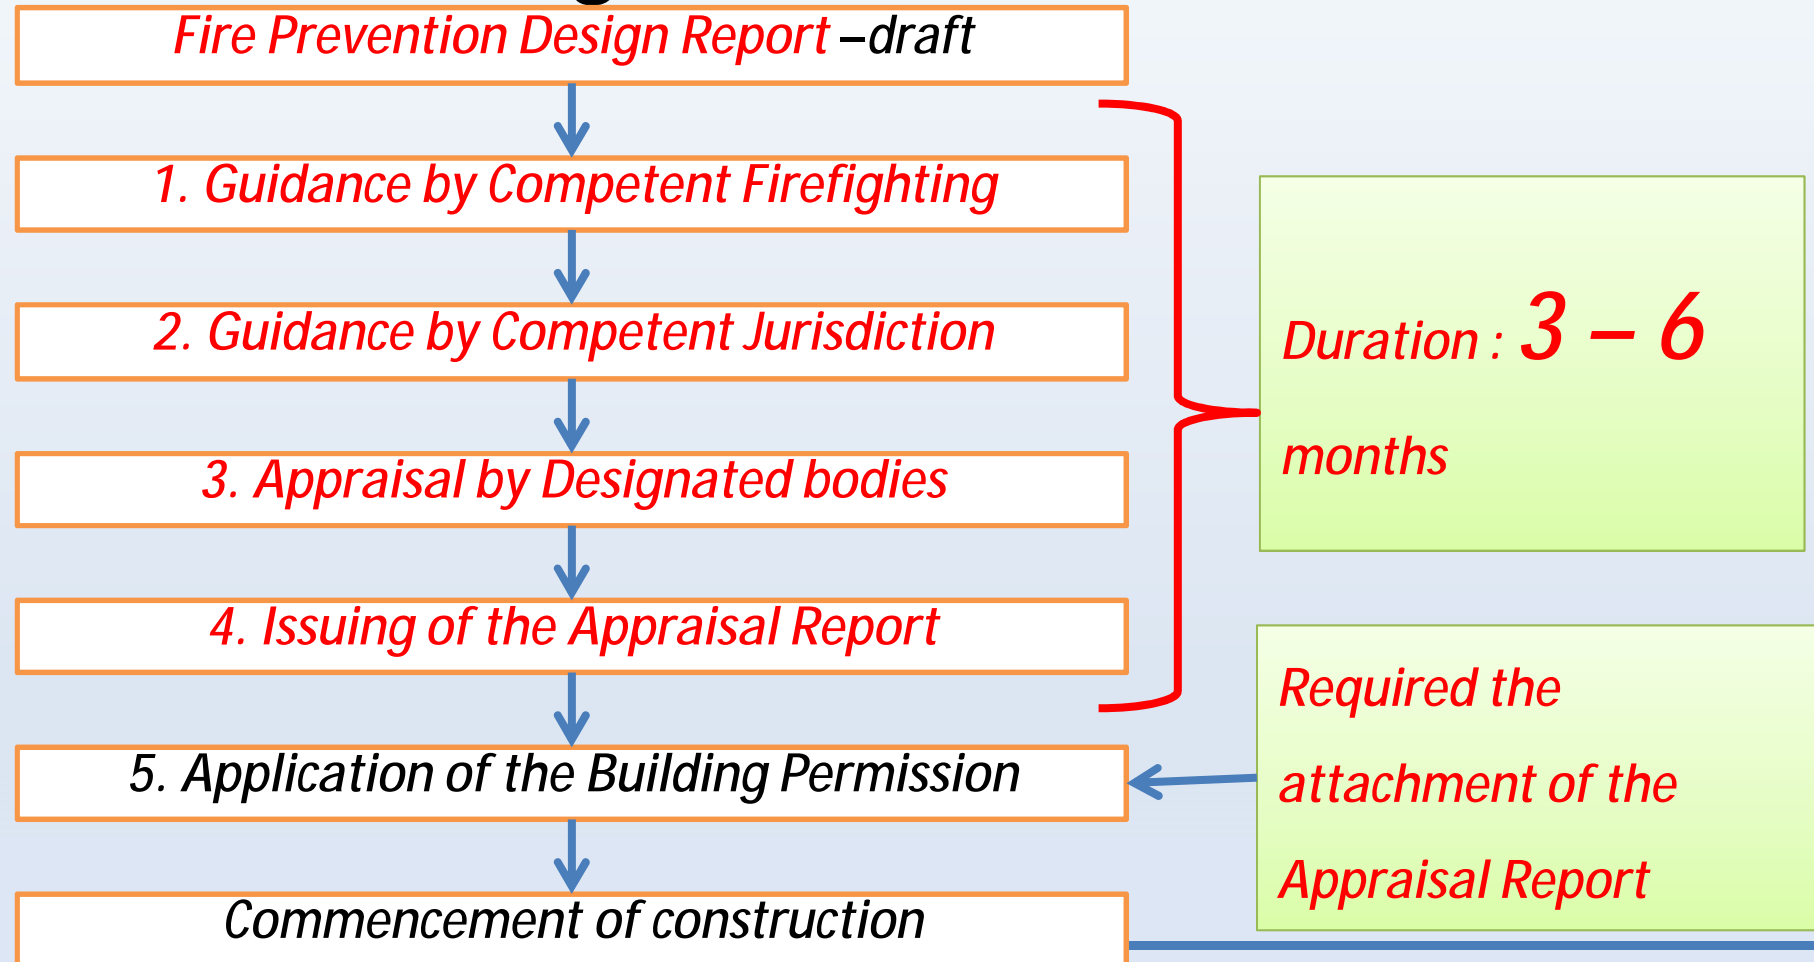 Fire Prevention Design Report –draft
1. Guidance by Competent Firefighting
2. Guidance by Competent Jurisdiction
3. Appraisal by Designated bodies
4. Issuing of the Appraisal Report
5. Application of the Building Permission
Commencement of construction
Duration : 3 – 6
months
Required the
attachment of the
Appraisal Report